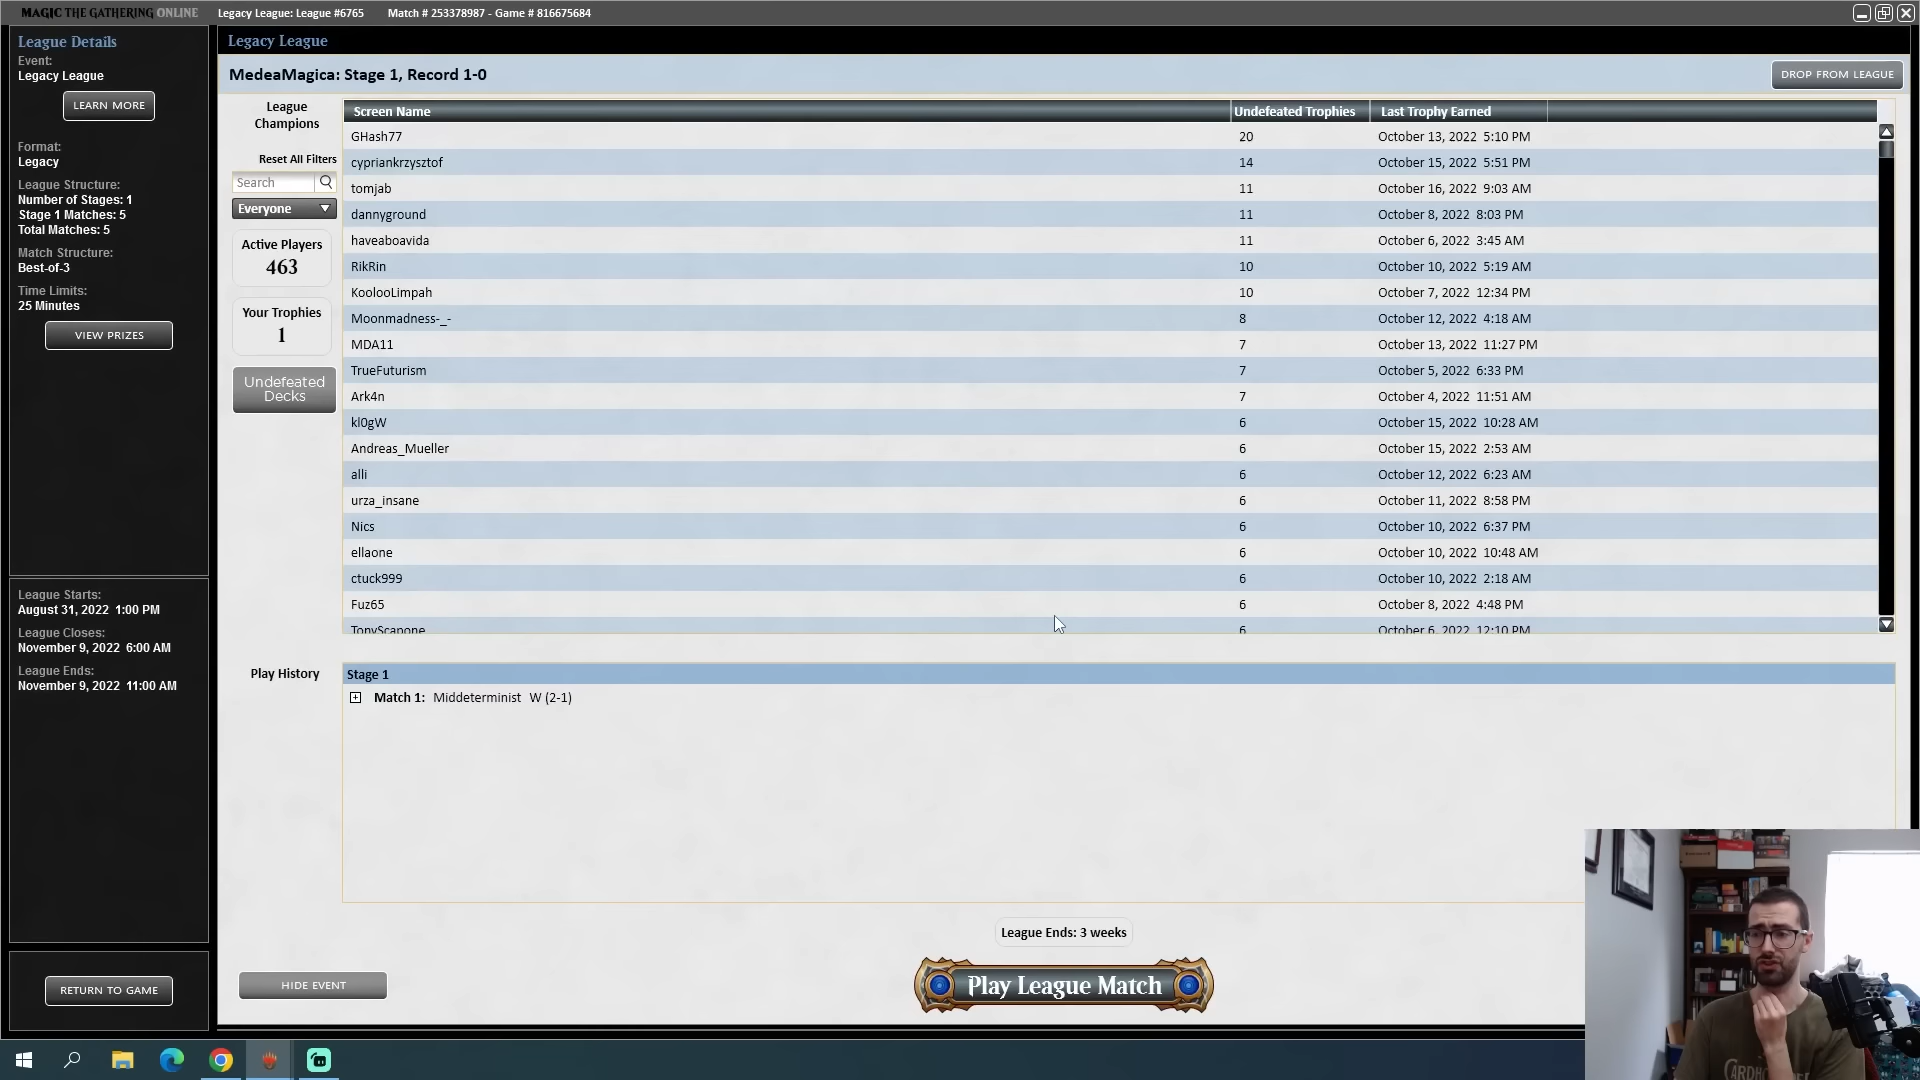 MAGIC THE GATHERING ONLINE
Legacy League: League #6765
Match # 253378987 - Game # 816675684
League Details
Event:
Legacy League
LEARN MORE
Format:
Legacy
League Structure:
Number of Stages: 1
Stage 1 Matches: 5
Total Matches: 5
Match Structure:
Best-of-3
Time Limits:
25 Minutes
VIEW PRIZES
League Starts:
August 31, 2022 1:00 PM
League Closes:
November 9, 2022 6:00 AM
League Ends:
November 9, 2022 11:00 AM
RETURN TO GAME
Legacy League
MedeaMagica: Stage 1, Record 1-0
DROP FROM LEAGUE
League
Champions
Reset All Filters
Search
Everyone
Active Players
463
Your Trophies
1
Undefeated
Decks
Screen Name Undefeated Trophies Last Trophy Earned
GHash77 20 October 13, 2022 5:10 PM
cypriankrzysztof 14 October 15, 2022 5:51 PM
tomjab 11 October 16, 2022 9:03 AM
dannyground 11 October 8, 2022 8:03 PM
haveaboavida 11 October 6, 2022 3:45 AM
RikRin 10 October 10, 2022 5:19 AM
KoolooLimpah 10 October 7, 2022 12:34 PM
Moonmadness-_- 8 October 12, 2022 4:18 AM
MDA11 7 October 13, 2022 11:27 PM
TrueFuturism 7 October 5, 2022 6:33 PM
Ark4n 7 October 4, 2022 11:51 AM
kl0gW 6 October 15, 2022 10:28 AM
Andreas_Mueller 6 October 15, 2022 2:53 AM
alli 6 October 12, 2022 6:23 AM
urza_insane 6 October 11, 2022 8:58 PM
Nics 6 October 10, 2022 6:37 PM
ellaone 6 October 10, 2022 10:48 AM
ctuck999 6 October 10, 2022 2:18 AM
Fuz65 6 October 8, 2022 4:48 PM
TonyScapone 6 October 6, 2022 12:10 PM
Play History
Stage 1
Match 1: Middeterminist W (2-1)
League Ends: 3 weeks
HIDE EVENT
Play League Match